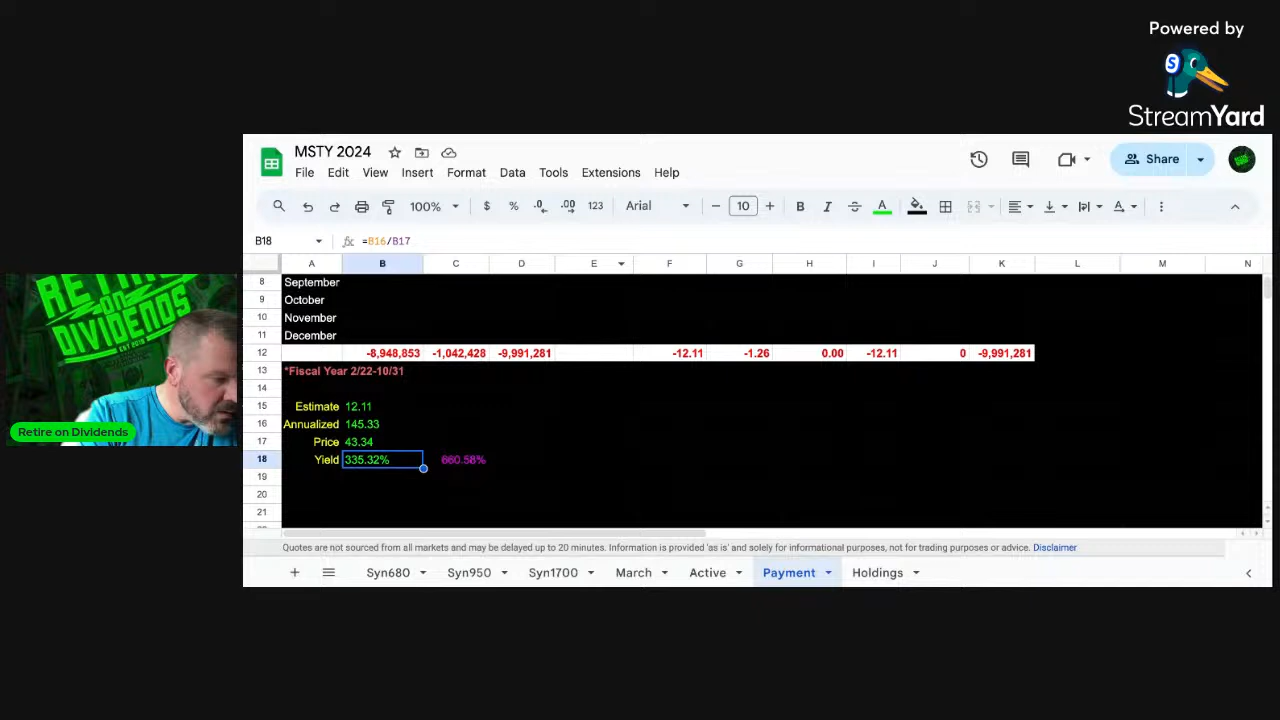 Powered by
StreamYard
MSTY 2024
File Edit View Insert Format Data Tools Extensions Help
Share
100% $ % .0 .00 123 Arial 10 B I S A A
B18 fx =B16/B17
A B C D E F G H I J K L M N
8 September
9 October
10 November
11 December
12 -8,948,853 -1,042,428 -9,991,281 -12.11 -1.26 0.00 -12.11 0 -9,991,281
13 *Fiscal Year 2/22-10/31
14
15 Estimate 12.11
16 Annualized 145.33
17 Price 43.34
18 Yield 335.32% 660.58%
19
20
21
RETIRE
ON
DIVIDENDS
EST 2019
Retire on Dividends
Quotes are not sourced from all markets and may be delayed up to 20 minutes. Information is provided 'as is' and solely for informational purposes, not for trading purposes or advice. Disclaimer
Syn680 Syn950 Syn1700 March Active Payment Holdings